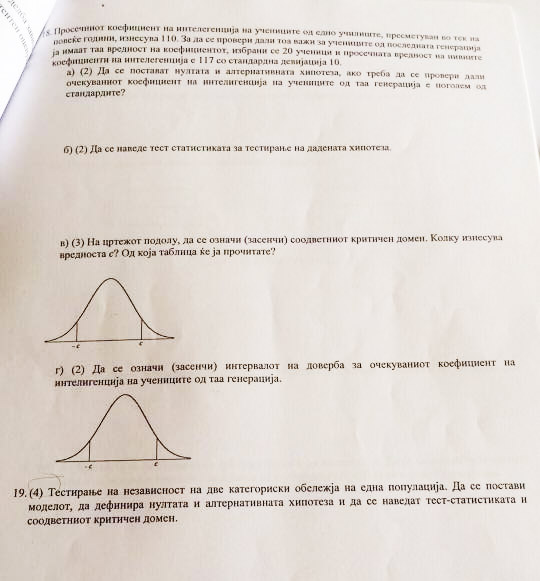 18. Просечниот коефициент на интелегенција на учениците од едно училиште, пресметуван во тек на
повеќе години, изнесува 110. За да се провери дали тоа важи за учениците од последната генерација
ја имаат таа вредност на коефициентот, избрани се 20 ученици и просечната вредност на нивните
коефициенти на интелегенција е 117 со стандардна девијација 10.
а) (2) Да се постават нултата и алтернативната хипотеза, ако треба да се провери дали
очекуваниот коефициент на интелигенција на учениците од таа генерација е поголем од
стандардите?
б) (2) Да се наведе тест статистиката за тестирање на дадената хипотеза.
в) (3) На цртежот подолу, да се означи (засенчи) соодветниот критичен домен. Колку изнесува
вредноста c? Од која таблица ќе ја прочитате?
-c c
г) (2) Да се означи (засенчи) интервалот на доверба за очекуваниот коефициент на
интелигенција на учениците од таа генерација.
-c c
19. (4) Тестирање на независност на две категориски обележја на една популација. Да се постави
моделот, да дефинира нултата и алтернативната хипотеза и да се наведат тест-статистиката и
соодветниот критичен домен.